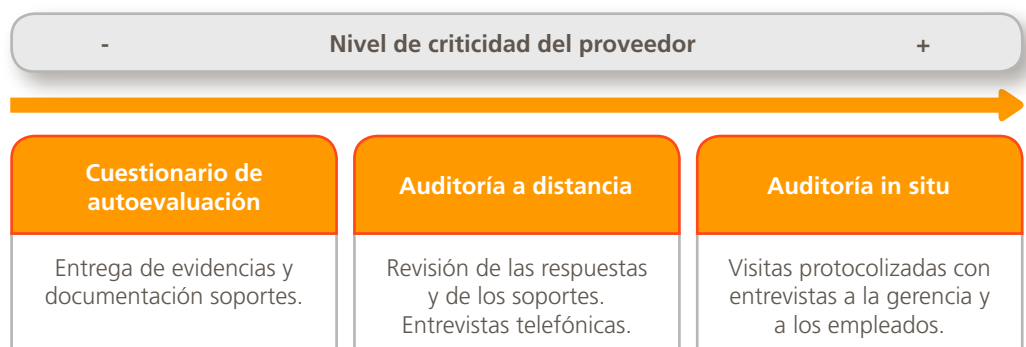 - Nivel de criticidad del proveedor +
Cuestionario de
autoevaluación
Entrega de evidencias y
documentación soportes.
Auditoría a distancia
Revisión de las respuestas
y de los soportes.
Entrevistas telefónicas.
Auditoría in situ
Visitas protocolizadas con
entrevistas a la gerencia y
a los empleados.